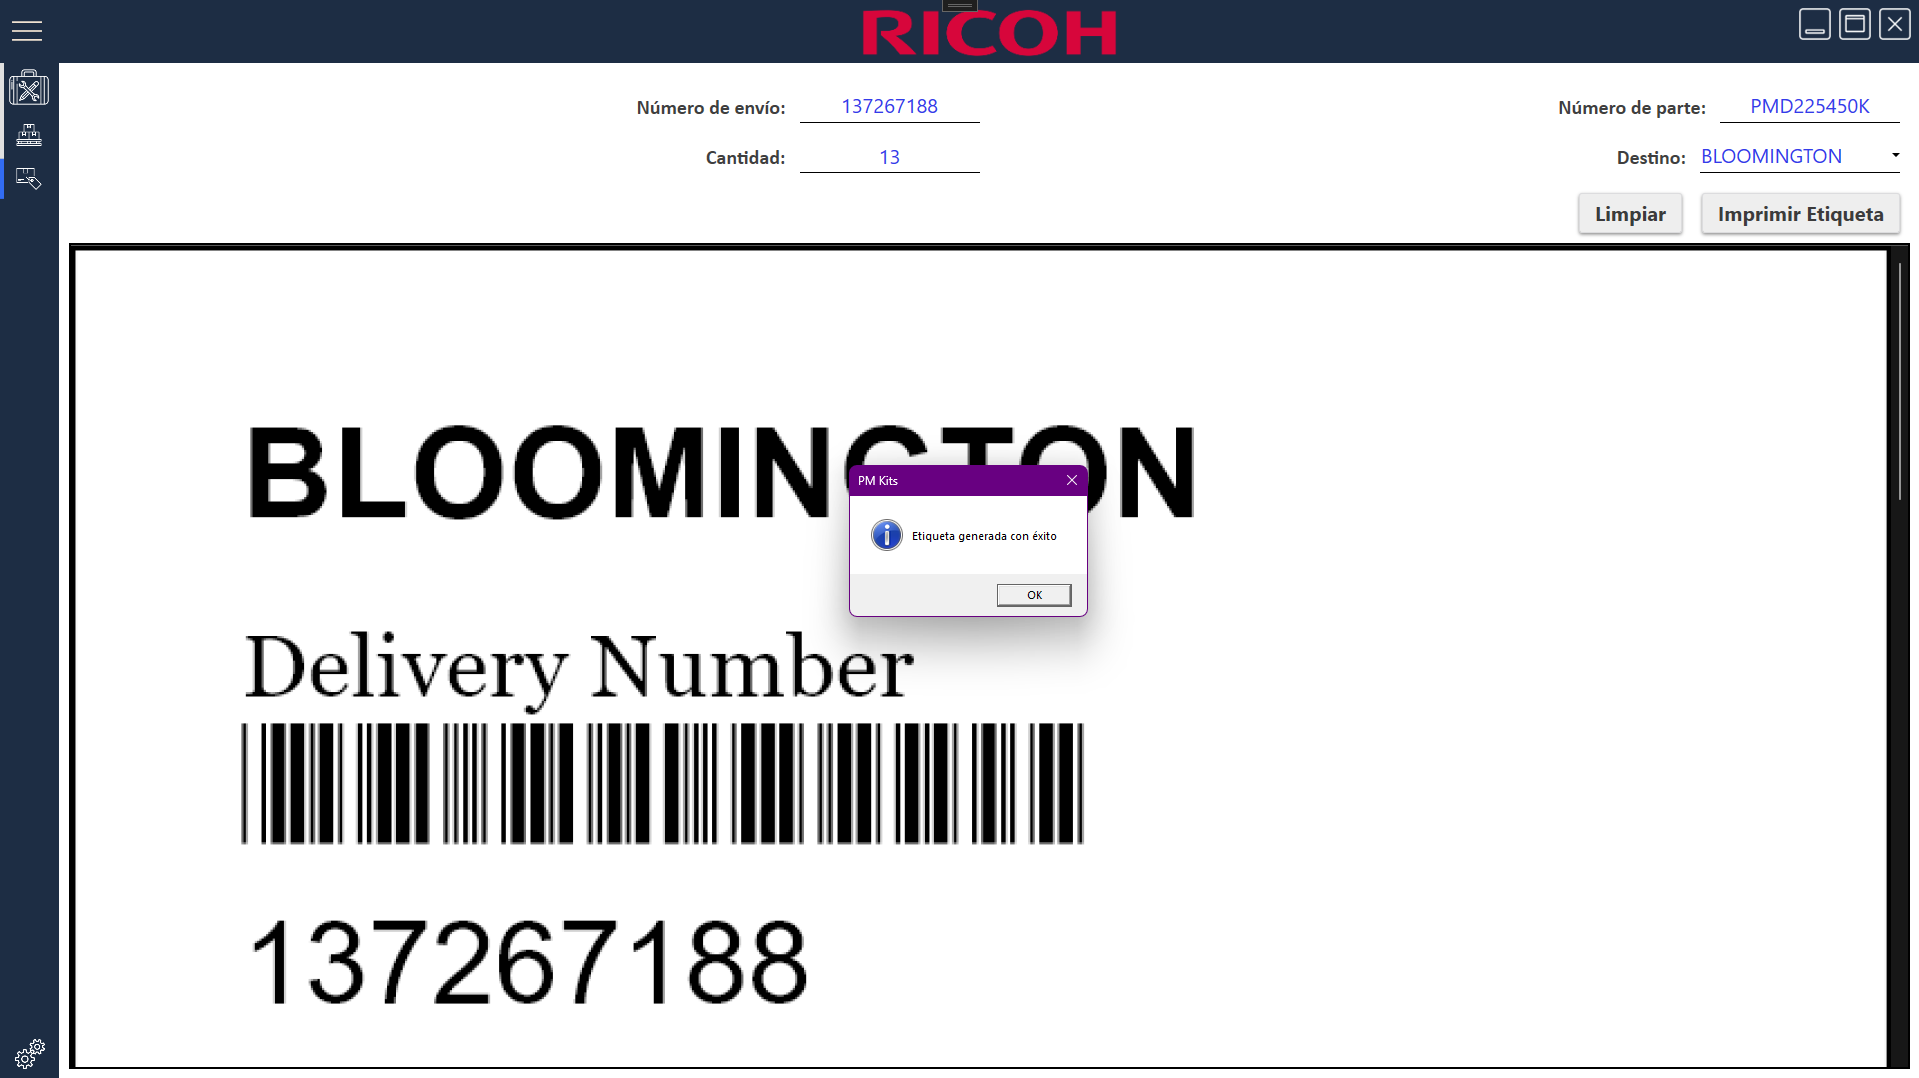 RICOH
Número de envío: 137267188
Número de parte: PMD225450K
Cantidad: 13
Destino: BLOOMINGTON
Limpiar
Imprimir Etiqueta
BLOOMINGTON
PM Kits
Etiqueta generada con éxito
OK
Delivery Number
137267188